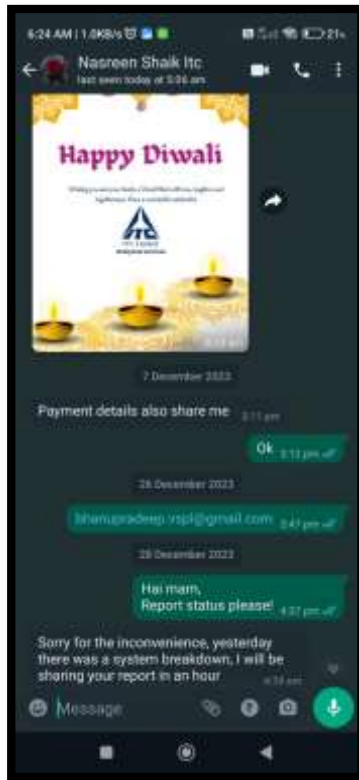 6:24 AM | 1.0KB/s
21%
Nasreen Shaik Itc
last seen today at 5:06 am
Happy Diwali
ITC
7 December 2023
Payment details also share me
3:11 pm
Ok 3:13 pm
26 December 2023
bhanupradeep.vspl@gmail.com 3:47 pm
28 December 2023
Hai mam,
Report status please! 4:37 pm
Sorry for the inconvenience, yesterday
there was a system breakdown, I will be
sharing your report in an hour
Message